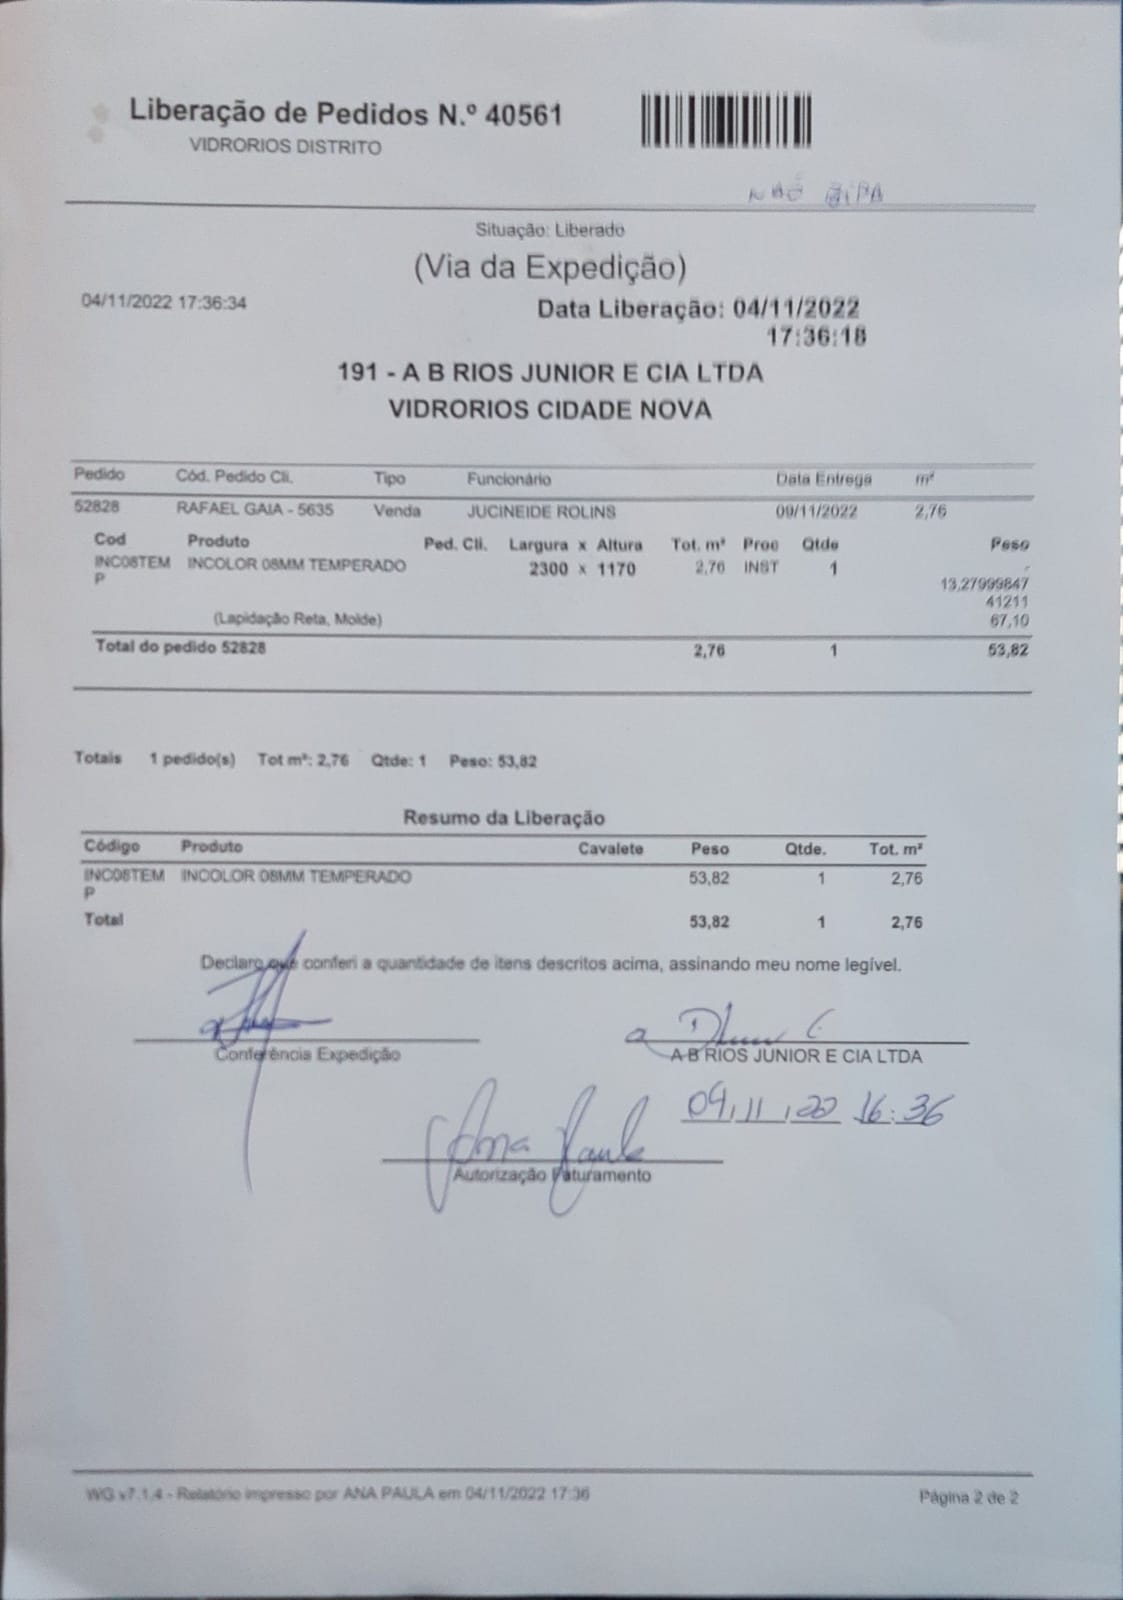 Liberação de Pedidos N.º 40561
VIDRORIOS DISTRITO
NÃO
Situação: Liberado
(Via da Expedição)
04/11/2022 17:36:34
Data Liberação: 04/11/2022
17:36:18
191 - A B RIOS JUNIOR E CIA LTDA
VIDRORIOS CIDADE NOVA
Pedido Cód. Pedido Cli. Tipo Funcionário Data Entrega m²
52828 RAFAEL GAIA - 5635 Venda JUCINEIDE ROLINS 09/11/2022 2,76
Cod Produto Ped. Cli. Largura x Altura Tot. m² Proc Qtde Peso
INC08TEM INCOLOR 08MM TEMPERADO 2300 x 1170 2,76 INST 1 -
P 13,27999847
41211
(Lapidação Reta, Molde) 67,10
Total do pedido 52828 2,76 1 53,82
Totais 1 pedido(s) Tot m²: 2,76 Qtde: 1 Peso: 53,82
Resumo da Liberação
Código Produto Cavalete Peso Qtde. Tot. m²
INC08TEM INCOLOR 08MM TEMPERADO 53,82 1 2,76
P
Total 53,82 1 2,76
Declaro que conferi a quantidade de itens descritos acima, assinando meu nome legível.
Conferência Expedição
A B RIOS JUNIOR E CIA LTDA
09,11,22 16:36
Ana Paula
Autorização Faturamento
WG v7.1.4 - Relatório impresso por ANA PAULA em 04/11/2022 17:36
Página 2 de 2